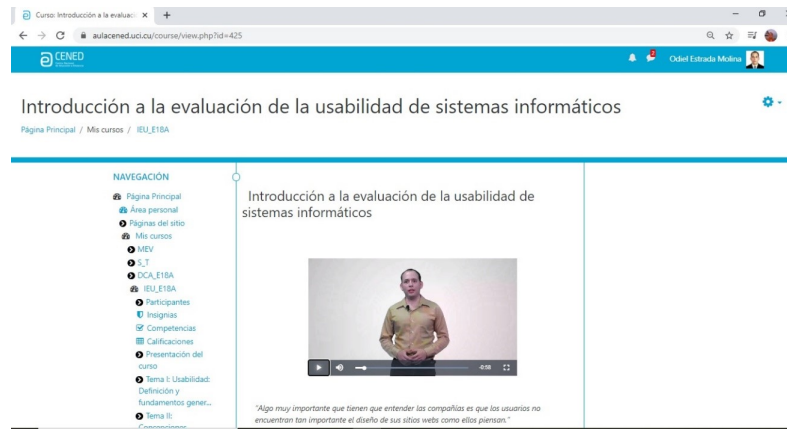 Curso: Introducción a la evaluaci
aulacened.uci.cu/course/view.php?id=425
CENED
Odiel Estrada Molina
Introducción a la evaluación de la usabilidad de sistemas informáticos
Página Principal / Mis cursos / IEU_E18A
NAVEGACIÓN
Página Principal
Área personal
Páginas del sitio
Mis cursos
MEV
S_T
DCA_E18A
IEU_E18A
Participantes
Insignias
Competencias
Calificaciones
Presentación del
curso
Tema I: Usabilidad:
Definición y
fundamentos gener...
Tema II:
Introducción a la evaluación de la usabilidad de
sistemas informáticos
-0:58
"Algo muy importante que tienen que entender las compañías es que los usuarios no
encuentran tan importante el diseño de sus sitios webs como ellos piensan."